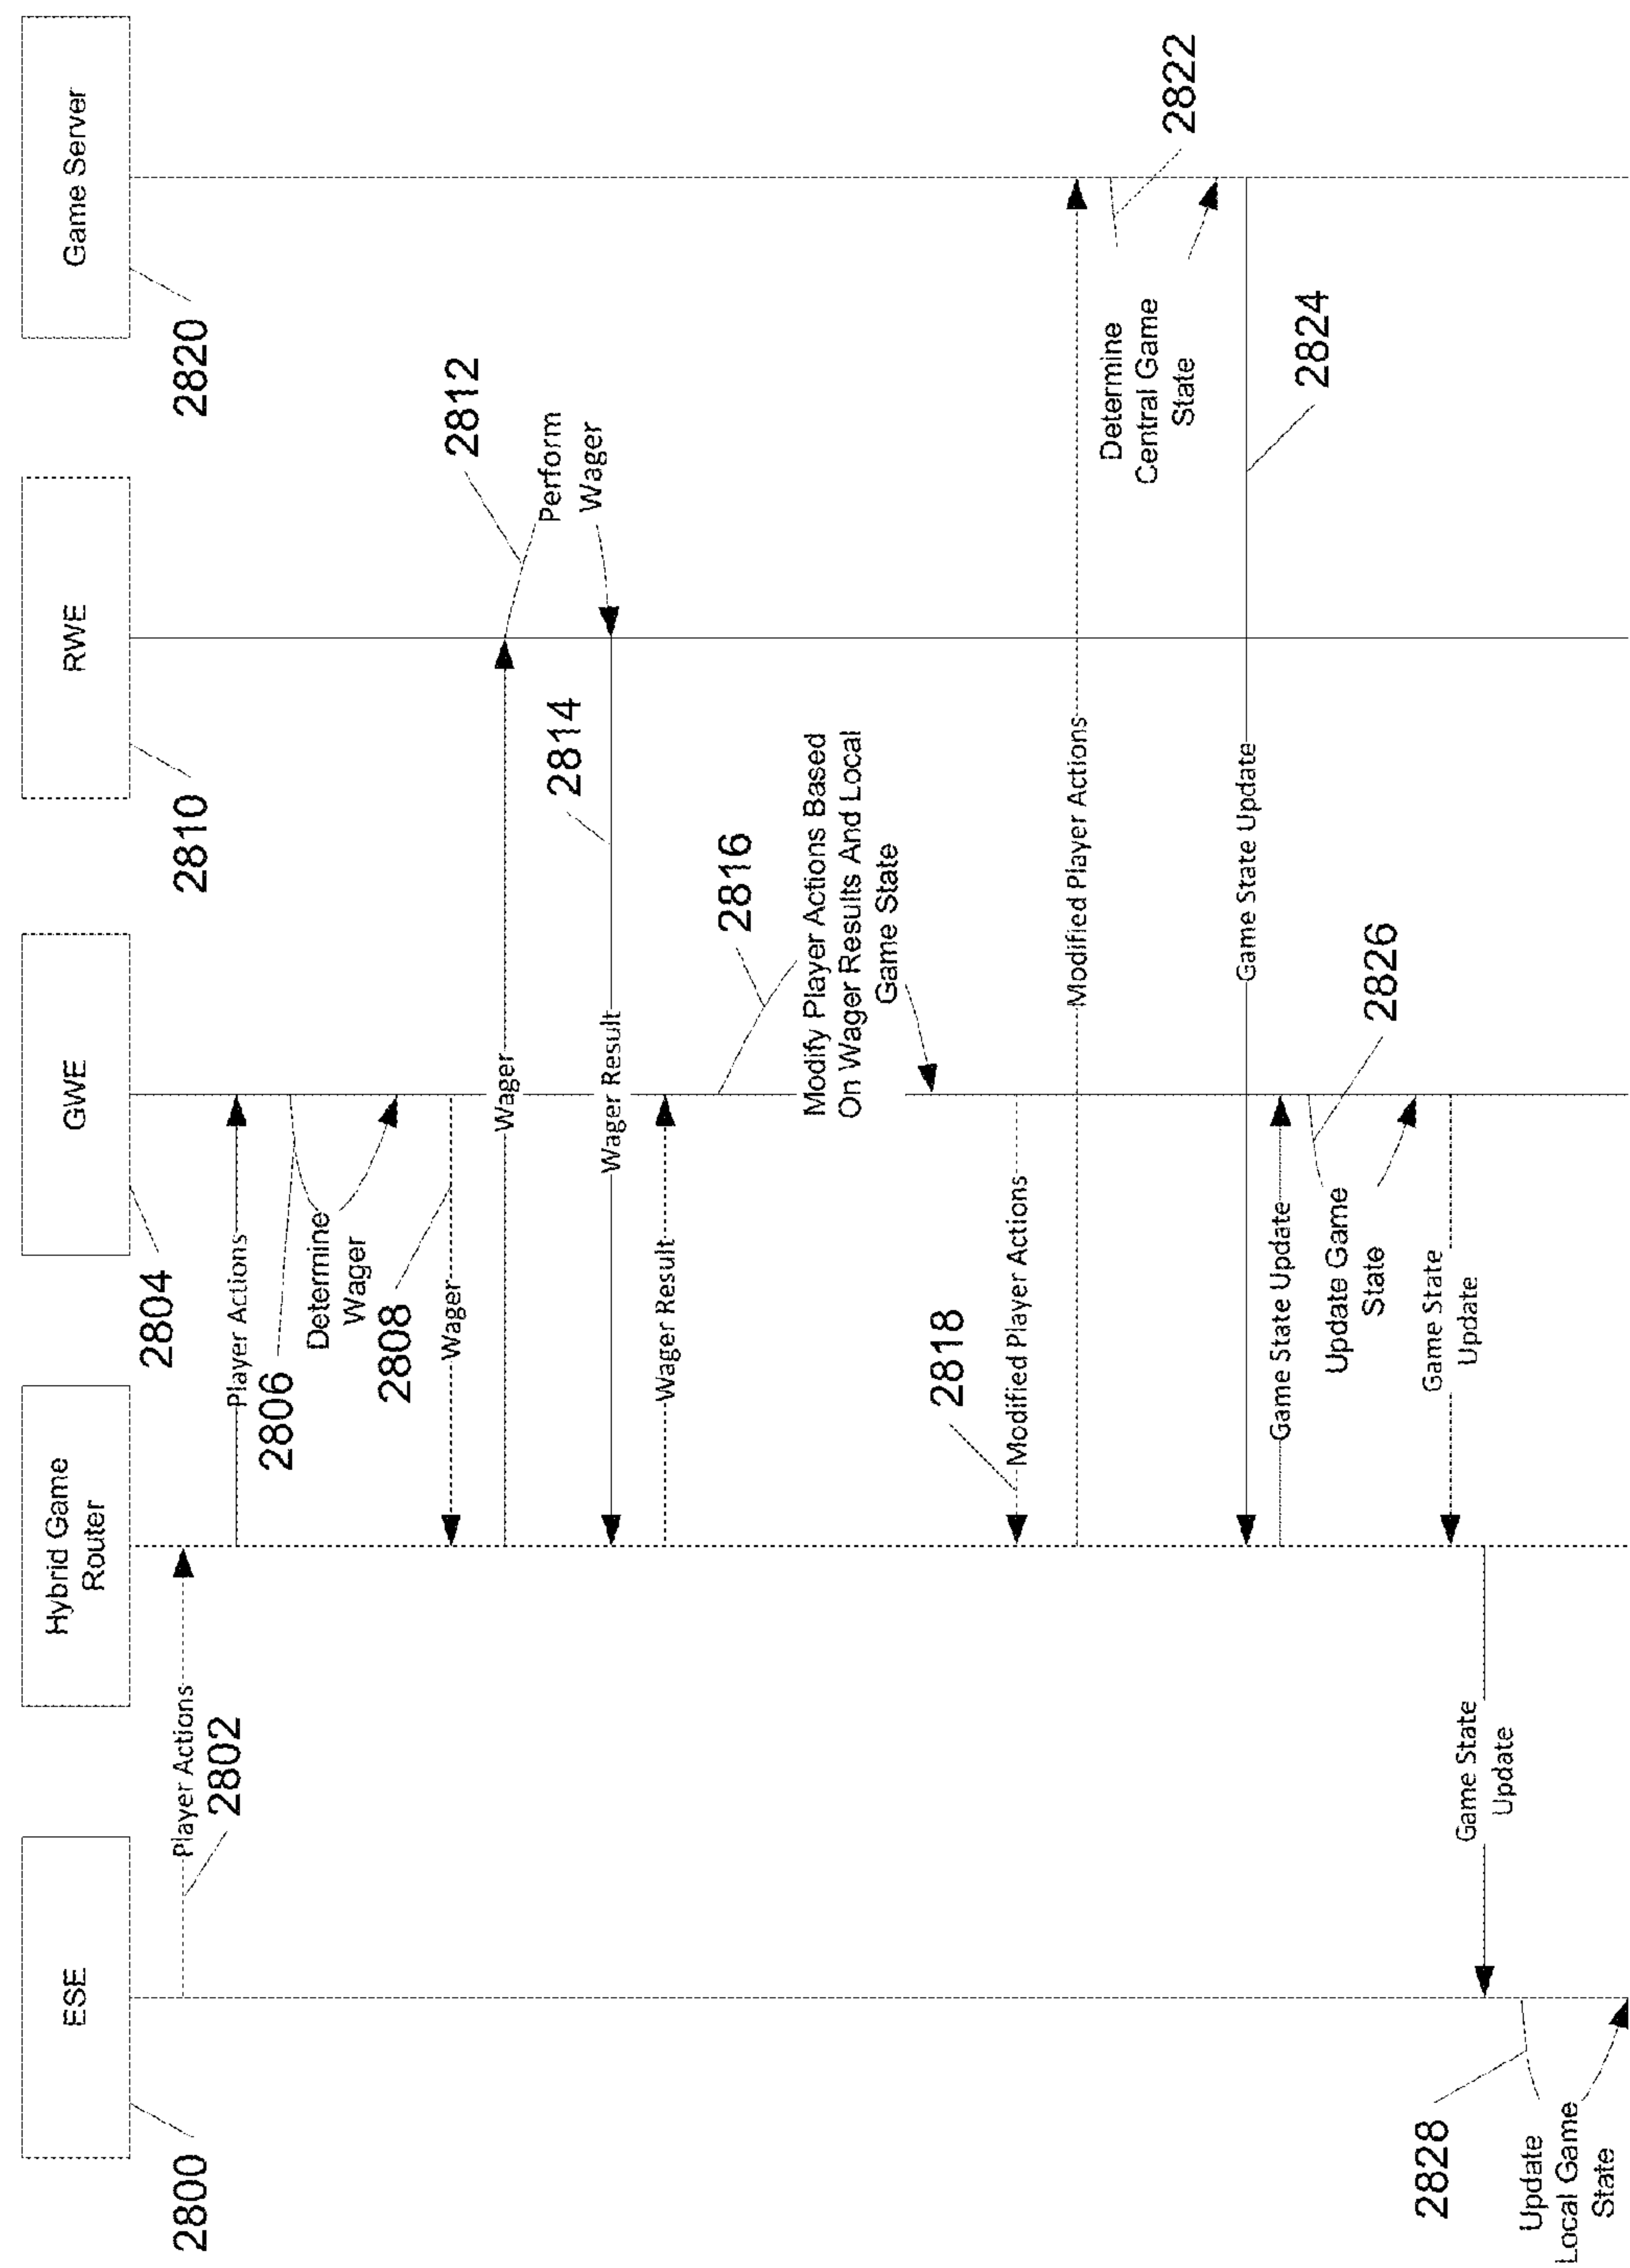 ESE
Hybrid Game
Router
GWE
RWE
Game Server
2800
2804
2810
2820
Player Actions
2802
Player Actions
2806
Determine
Wager
2808
Wager
Wager
2812
Perform
Wager
2814
Wager Result
Wager Result
2816
Modify Player Actions Based
On Wager Results And Local
Game State
2818
Modified Player Actions
Modified Player Actions
2822
Determine
Central Game
State
2824
Game State Update
Game State Update
2826
Update Game
State
Game State
Update
Game State
Update
2828
Update
Local Game
State